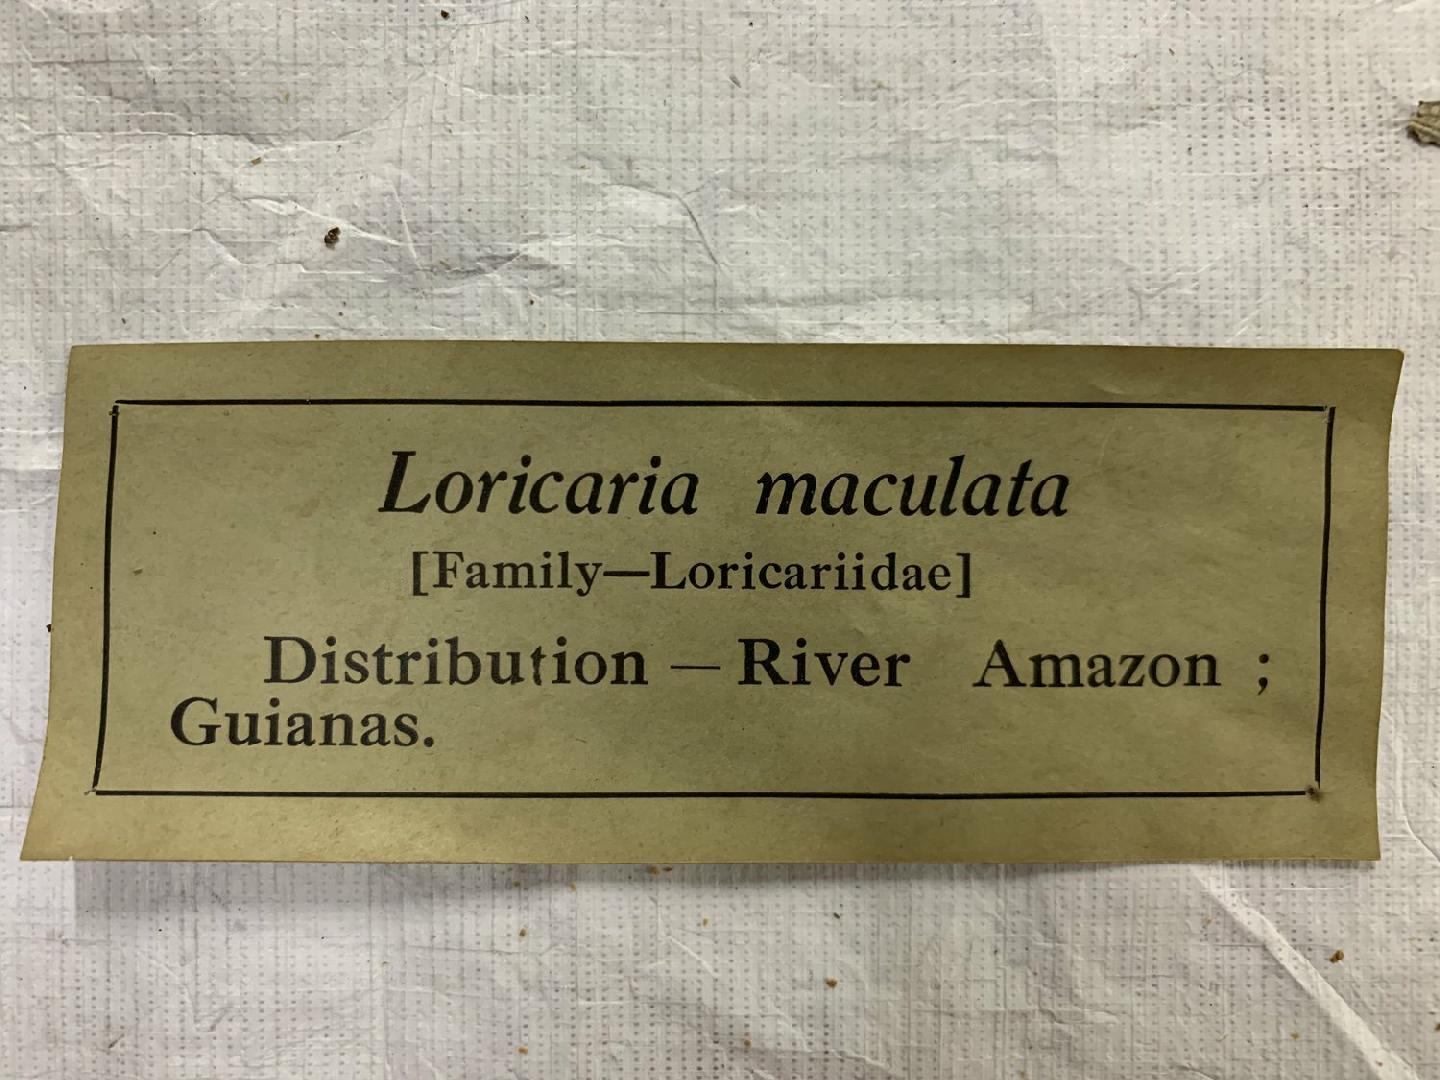 Loricaria maculata
[Family—Loricariidae]
Distribution — River Amazon ;
Guianas.